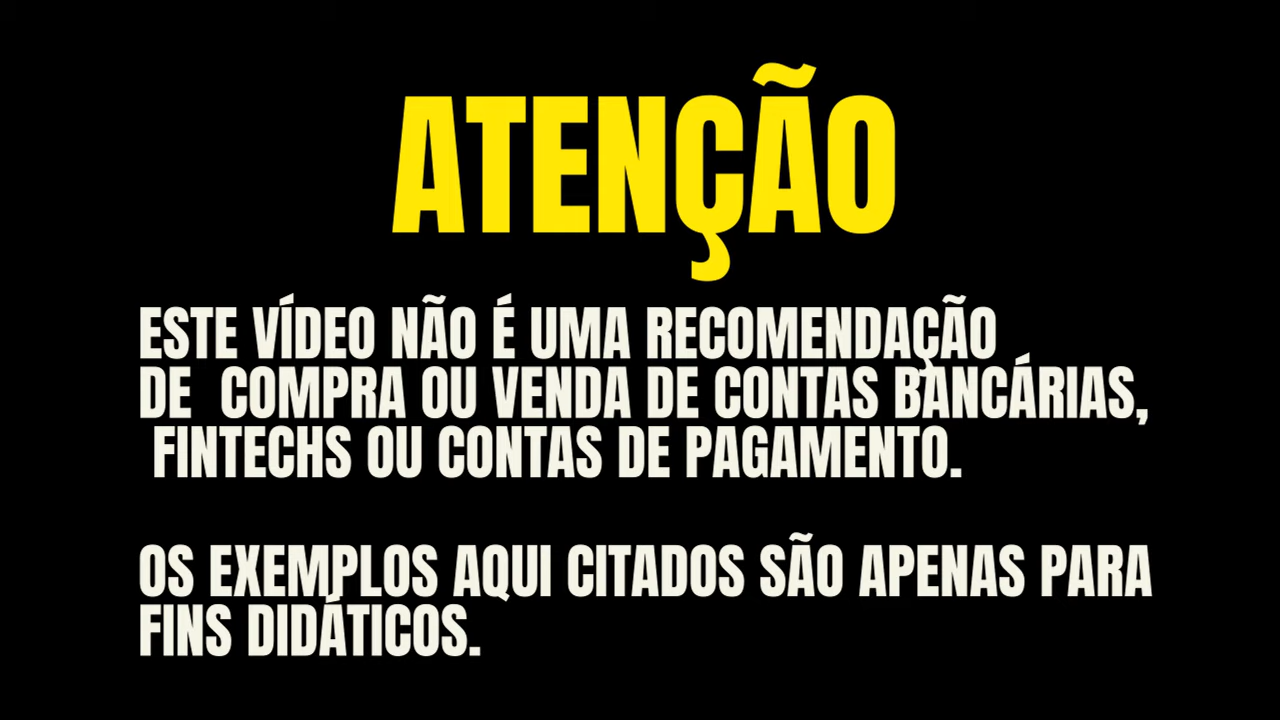 ATENÇÃO
ESTE VÍDEO NÃO É UMA RECOMENDAÇÃO
DE COMPRA OU VENDA DE CONTAS BANCÁRIAS,
FINTECHS OU CONTAS DE PAGAMENTO.
OS EXEMPLOS AQUI CITADOS SÃO APENAS PARA
FINS DIDÁTICOS.